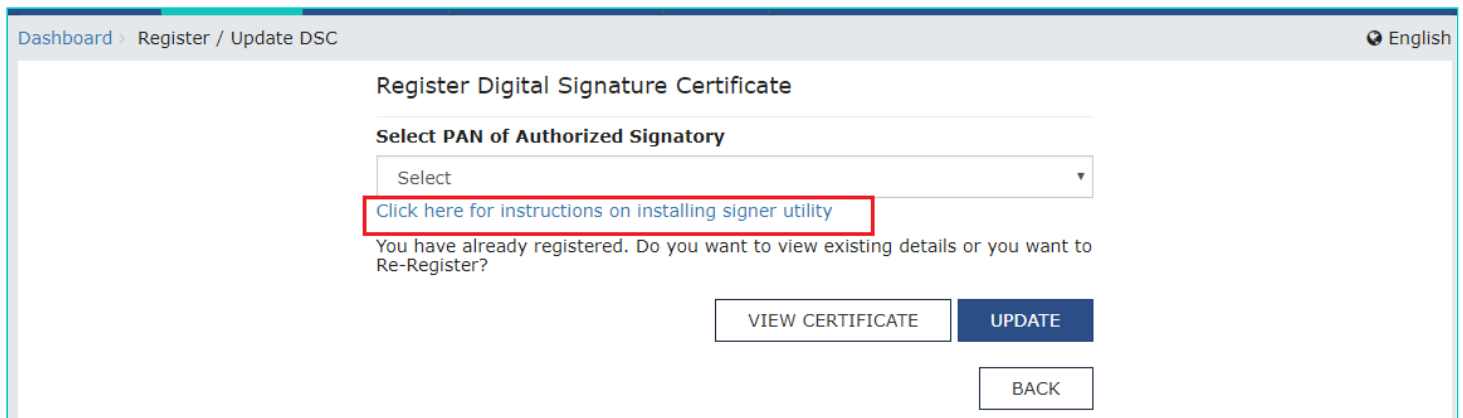 Dashboard > Register / Update DSC
English
Register Digital Signature Certificate
Select PAN of Authorized Signatory
Select
Click here for instructions on installing signer utility
You have already registered. Do you want to view existing details or you want to
Re-Register?
VIEW CERTIFICATE
UPDATE
BACK